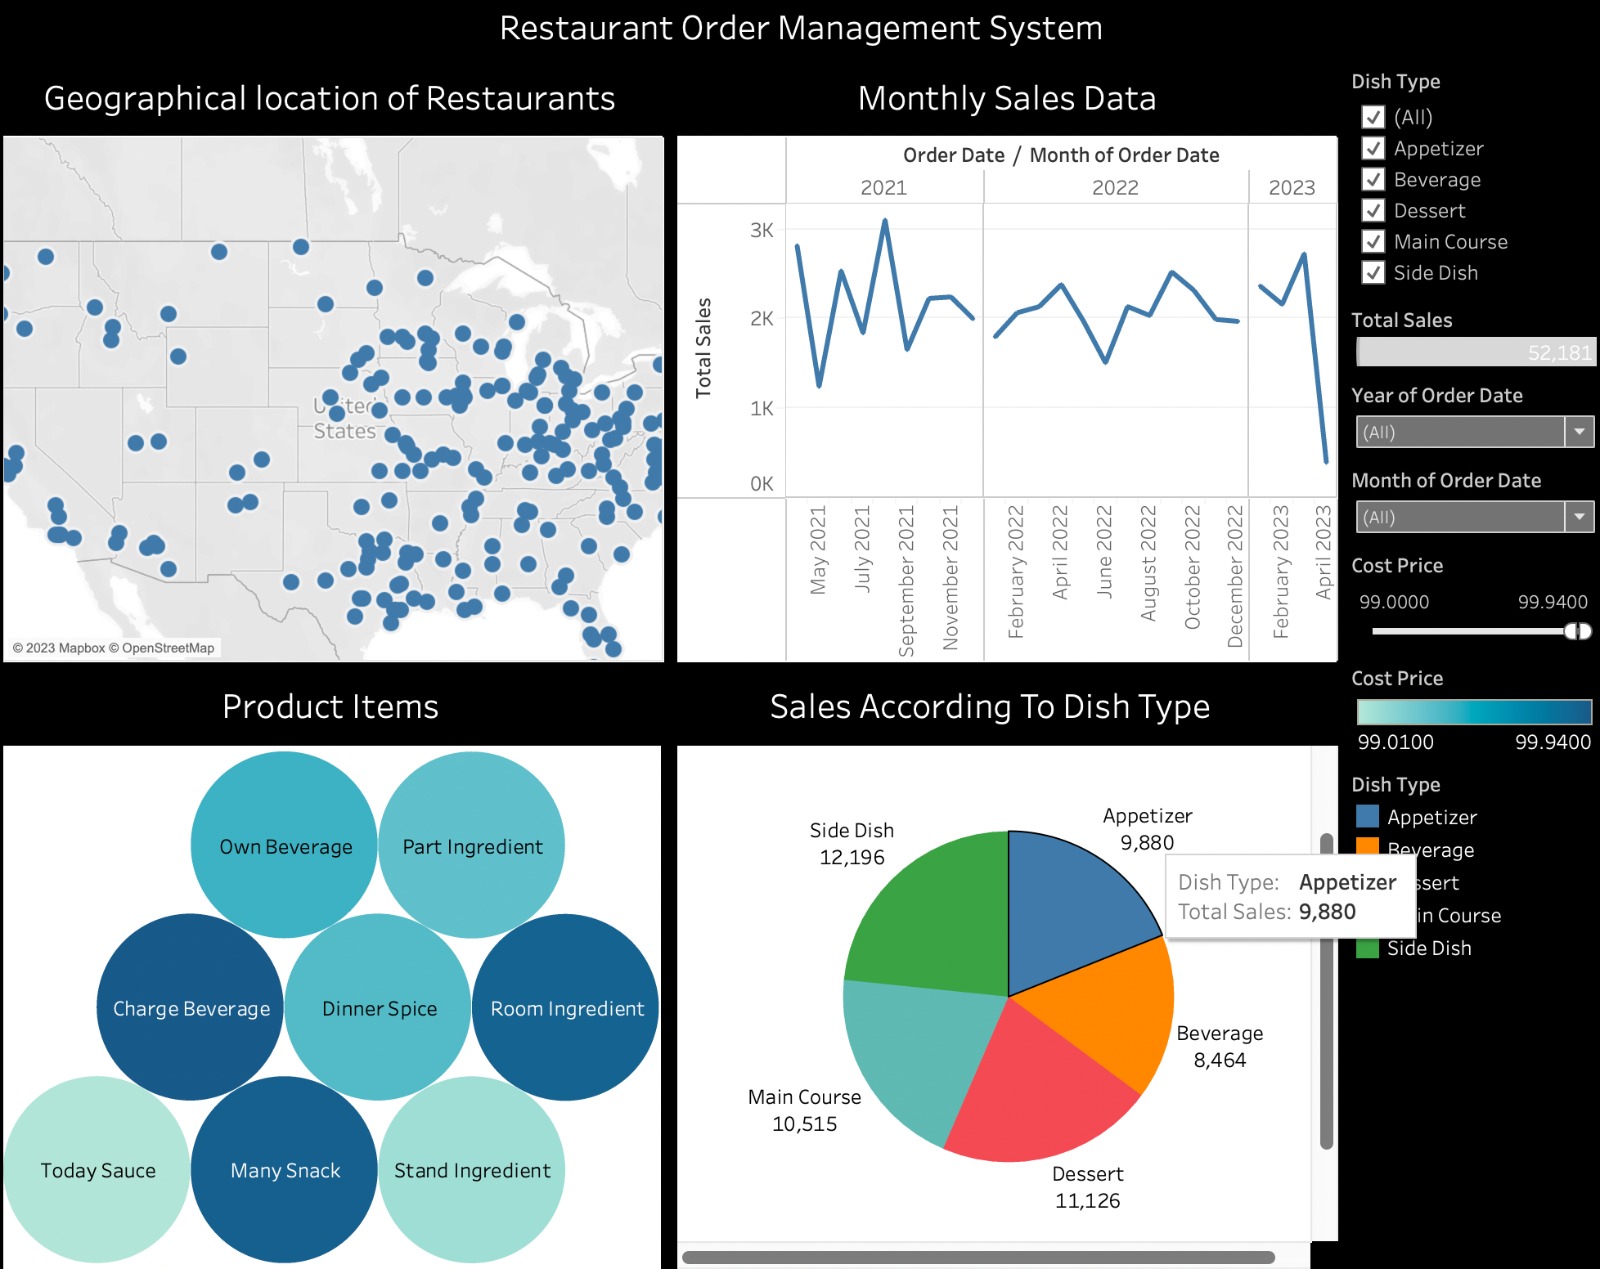 Restaurant Order Management System
Geographical location of Restaurants
United
States
© 2023 Mapbox © OpenStreetMap
Monthly Sales Data
Order Date / Month of Order Date
2021
2022
2023
Total Sales
3K
2K
1K
0K
May 2021
July 2021
September 2021
November 2021
February 2022
April 2022
June 2022
August 2022
October 2022
December 2022
February 2023
April 2023
Product Items
Own Beverage
Part Ingredient
Charge Beverage
Dinner Spice
Room Ingredient
Today Sauce
Many Snack
Stand Ingredient
Sales According To Dish Type
Appetizer
9,880
Side Dish
12,196
Dish Type: Appetizer
Total Sales: 9,880
Beverage
8,464
Main Course
10,515
Dessert
11,126
Dish Type
(All)
Appetizer
Beverage
Dessert
Main Course
Side Dish
Total Sales
52,181
Year of Order Date
(All)
Month of Order Date
(All)
Cost Price
99.0000 99.9400
Cost Price
99.0100 99.9400
Dish Type
Appetizer
Beverage
ssert
in Course
Side Dish